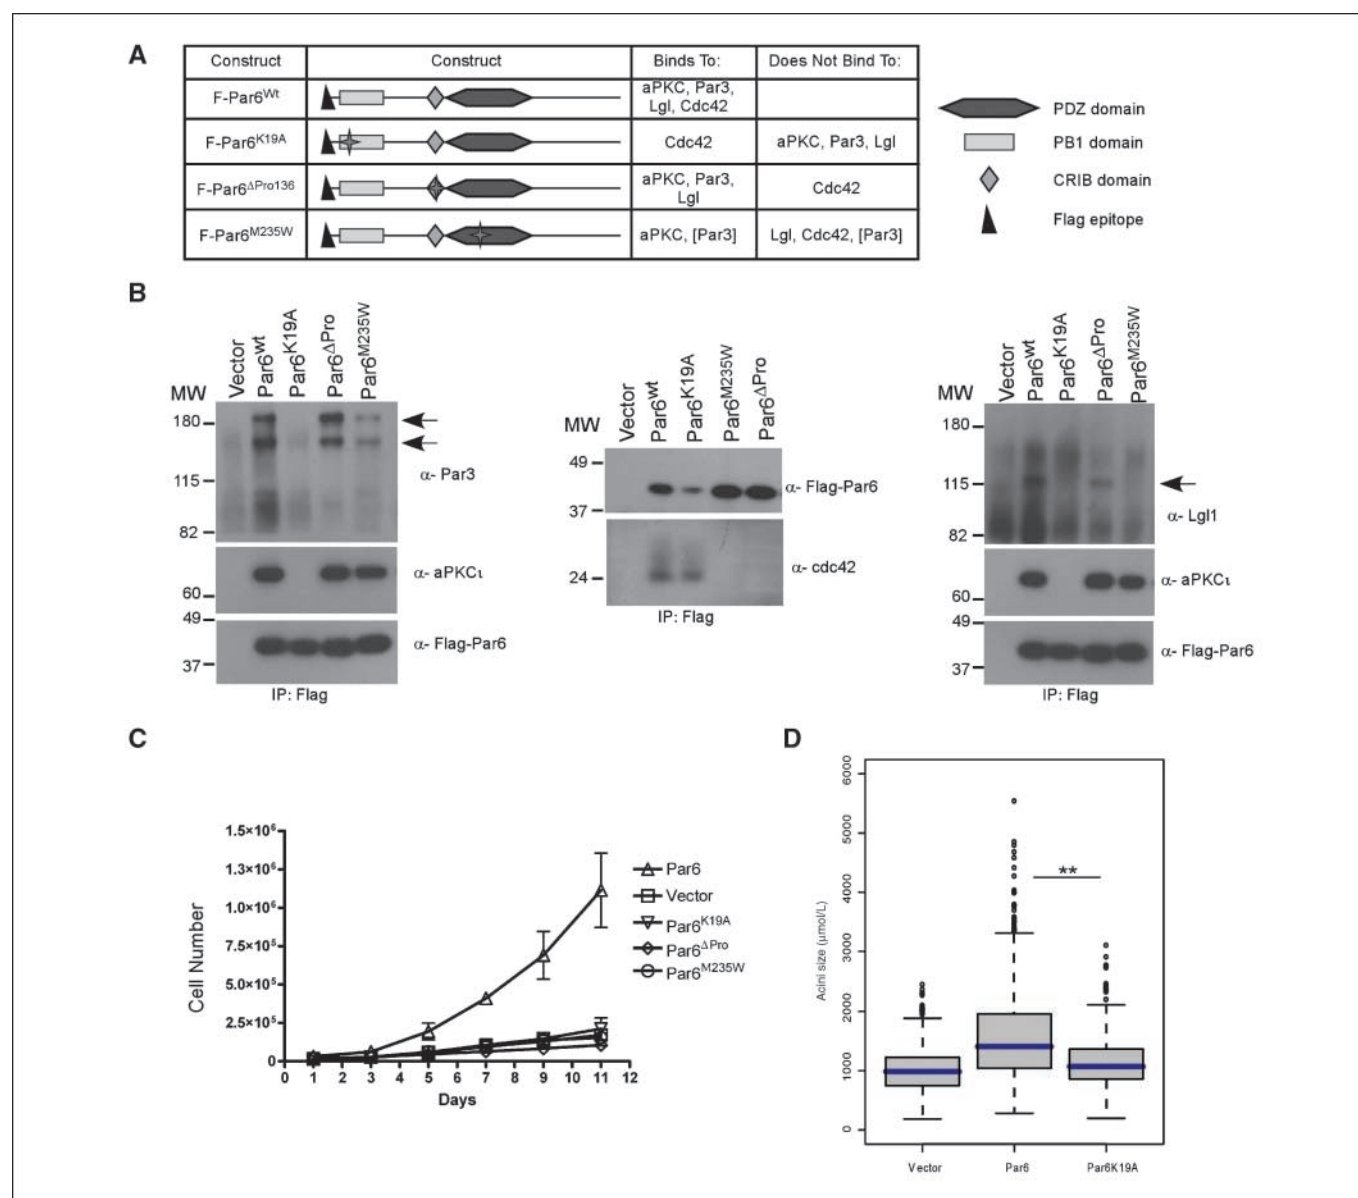 A
Construct Construct Binds To: Does Not Bind To:
F-Par6Wt aPKC, Par3, Lgl, Cdc42
F-Par6K19A Cdc42 aPKC, Par3, Lgl
F-Par6ΔPro136 aPKC, Par3, Lgl Cdc42
F-Par6M235W aPKC, [Par3] Lgl, Cdc42, [Par3]
PDZ domain
PB1 domain
CRIB domain
Flag epitope
B
MW Vector Par6wt Par6K19A Par6ΔPro Par6M235W
180
115
82
α- Par3
60
α- aPKCι
49
37
α- Flag-Par6
IP: Flag
MW Vector Par6wt Par6K19A Par6M235W Par6ΔPro
49
37
α- Flag-Par6
24
α- cdc42
IP: Flag
MW Vector Par6wt Par6K19A Par6ΔPro Par6M235W
180
115
82
α- Lgl1
60
α- aPKCι
49
37
α- Flag-Par6
IP: Flag
C
Cell Number
1.5×10⁶
1.3×10⁶
1.0×10⁶
7.5×10⁵
5.0×10⁵
2.5×10⁵
0
0 1 2 3 4 5 6 7 8 9 10 11 12
Days
Par6
Vector
Par6K19A
Par6ΔPro
Par6M235W
D
Acini size (µmol/L)
6000
5000
4000
3000
2000
1000
0
**
Vector Par6 Par6K19A